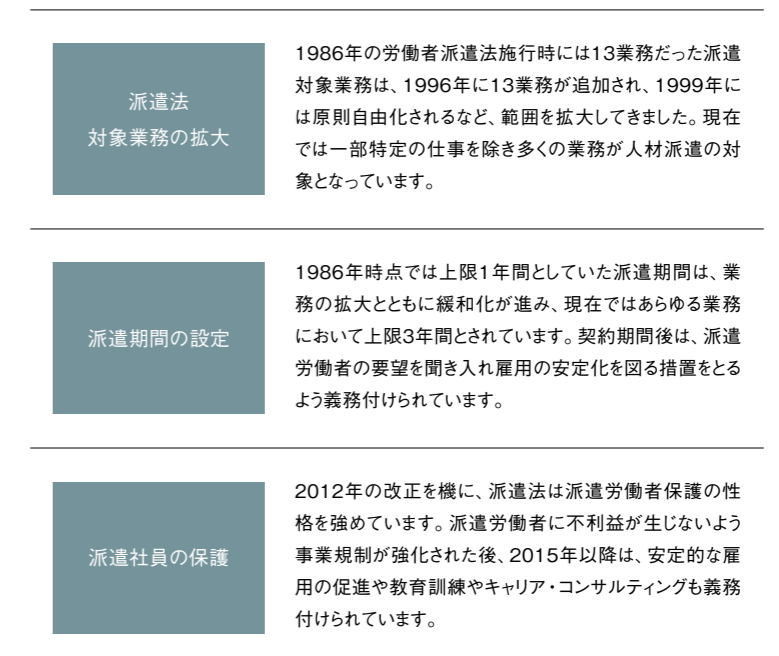 派遣法
対象業務の拡大
1986年の労働者派遣法施行時には13業務だった派遣
対象業務は、1996年に13業務が追加され、1999年に
は原則自由化されるなど、範囲を拡大してきました。現在
では一部特定の仕事を除き多くの業務が人材派遣の対
象となっています。
派遣期間の設定
1986年時点では上限1年間としていた派遣期間は、業
務の拡大とともに緩和化が進み、現在ではあらゆる業務
において上限3年間とされています。契約期間後は、派遣
労働者の要望を聞き入れ雇用の安定化を図る措置をとる
よう義務付けられています。
派遣社員の保護
2012年の改正を機に、派遣法は派遣労働者保護の性
格を強めています。派遣労働者に不利益が生じないよう
事業規制が強化された後、2015年以降は、安定的な雇
用の促進や教育訓練やキャリア・コンサルティングも義務
付けられています。